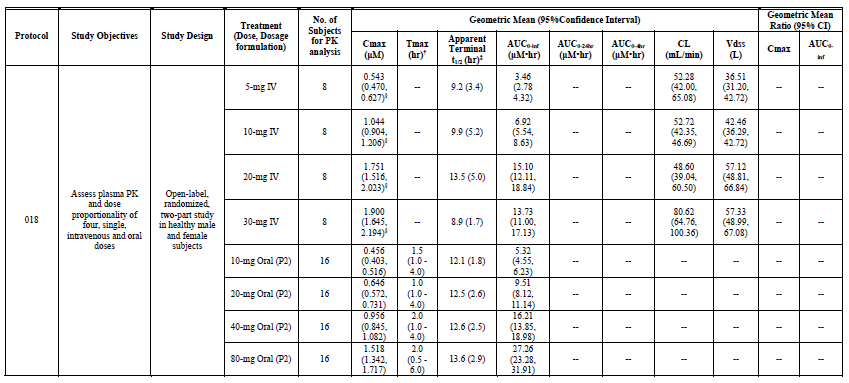 Protocol Study Objectives Study Design Treatment (Dose, Dosage formulation) No. of Subjects for PK analysis Geometric Mean (95%Confidence Interval) Geometric Mean Ratio (95% CI)
Cmax (µM) Tmax (hr)† Apparent Terminal t1/2 (hr)‡ AUC0-inf (µM•hr) AUC0-24hr (µM•hr) AUC0-4hr (µM•hr) CL (mL/min) Vdss (L) Cmax AUC0-inf
018 Assess plasma PK and dose proportionality of four, single, intravenous and oral doses Open-label, randomized, two-part study in healthy male and female subjects
5-mg IV 8 0.543 (0.470, 0.627)§ -- 9.2 (3.4) 3.46 (2.78 4.32) -- -- 52.28 (42.00, 65.08) 36.51 (31.20, 42.72) -- --
10-mg IV 8 1.044 (0.904, 1.206)§ -- 9.9 (5.2) 6.92 (5.54, 8.63) -- -- 52.72 (42.35, 46.69) 42.46 (36.29, 42.72) -- --
20-mg IV 8 1.751 (1.516, 2.023)§ -- 13.5 (5.0) 15.10 (12.11, 18.84) -- -- 48.60 (39.04, 60.50) 57.12 (48.81, 66.84) -- --
30-mg IV 8 1.900 (1.645, 2.194)§ -- 8.9 (1.7) 13.73 (11.00, 17.13) -- -- 80.62 (64.76, 100.36) 57.33 (48.99, 67.08) -- --
10-mg Oral (P2) 16 0.456 (0.403, 0.516) 1.5 (1.0 - 4.0) 12.1 (1.8) 5.32 (4.55, 6.23) -- -- -- -- -- --
20-mg Oral (P2) 16 0.646 (0.572, 0.731) 1.0 (1.0 - 4.0) 12.5 (2.6) 9.51 (8.12, 11.14) -- -- -- -- -- --
40-mg Oral (P2) 16 0.956 (0.845, 1.082) 2.0 (1.0 - 4.0) 12.6 (2.5) 16.21 (13.85, 18.98) -- -- -- -- -- --
80-mg Oral (P2) 16 1.518 (1.342, 1.717) 2.0 (0.5 - 6.0) 13.6 (2.9) 27.26 (23.28, 31.91) -- -- -- -- -- --